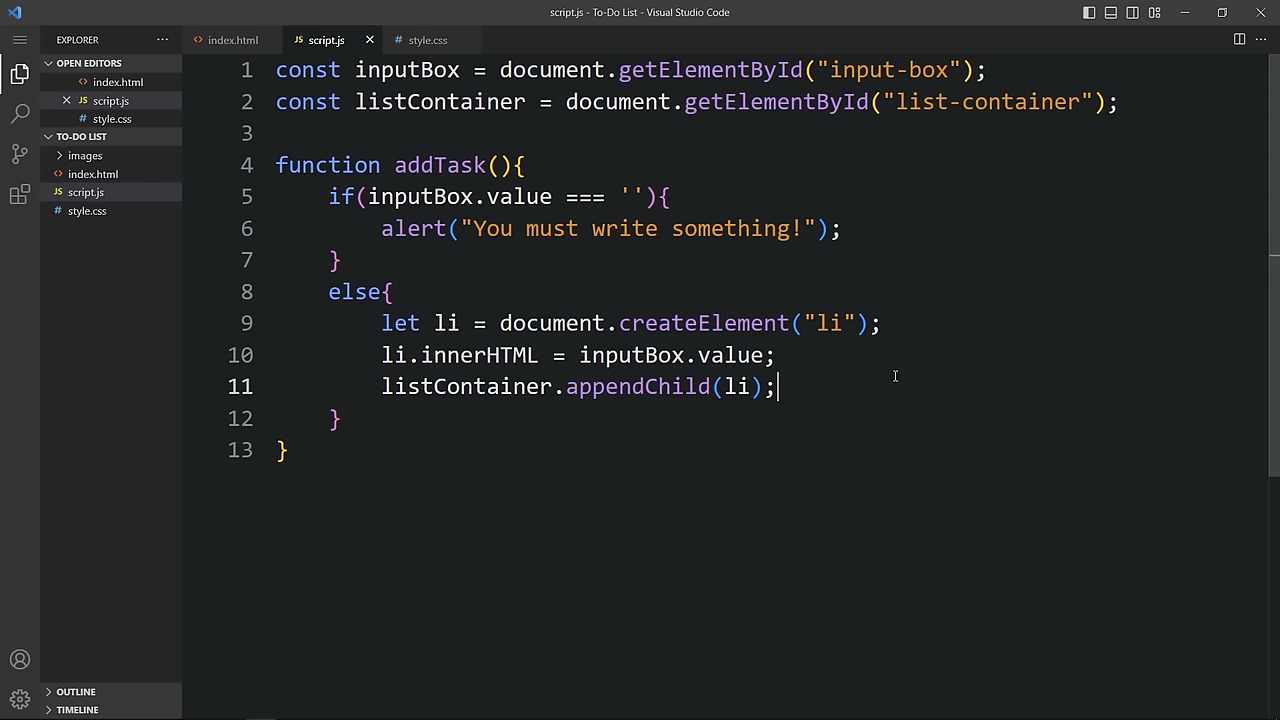 script.js - To-Do List - Visual Studio Code
EXPLORER
OPEN EDITORS
index.html
JS script.js
# style.css
TO-DO LIST
images
index.html
JS script.js
# style.css
OUTLINE
TIMELINE
index.html
JS script.js
# style.css
1 const inputBox = document.getElementById("input-box");
2 const listContainer = document.getElementById("list-container");
3
4 function addTask(){
5 if(inputBox.value === ''){
6 alert("You must write something!");
7 }
8 else{
9 let li = document.createElement("li");
10 li.innerHTML = inputBox.value;
11 listContainer.appendChild(li);
12 }
13 }